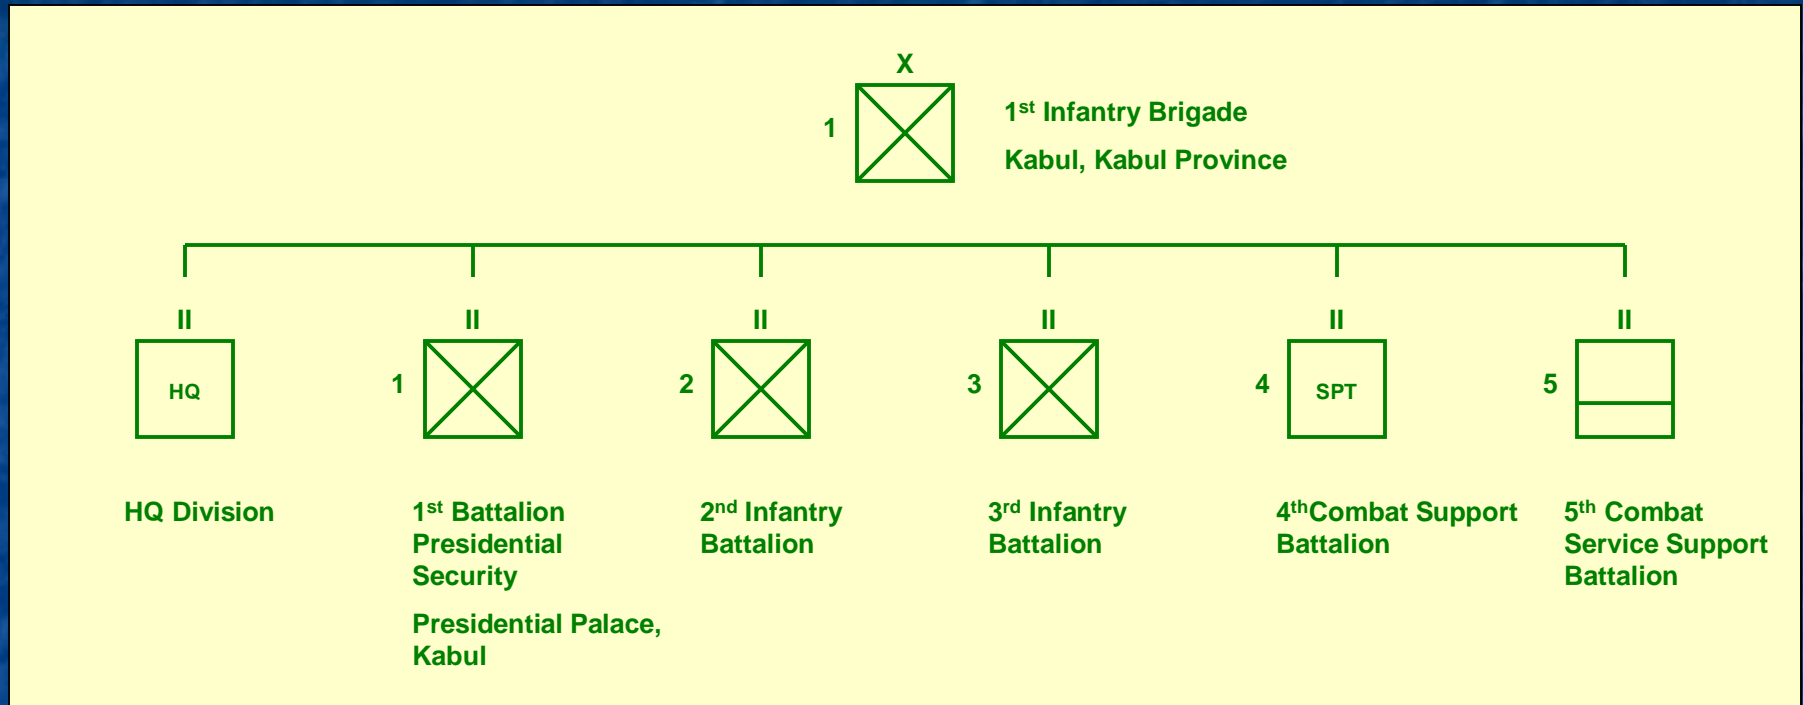 X
1
1st Infantry Brigade
Kabul, Kabul Province
II
HQ
HQ Division
II
1
1st Battalion
Presidential
Security
Presidential Palace,
Kabul
II
2
2nd Infantry
Battalion
II
3
3rd Infantry
Battalion
II
4
SPT
4thCombat Support
Battalion
II
5
5th Combat
Service Support
Battalion